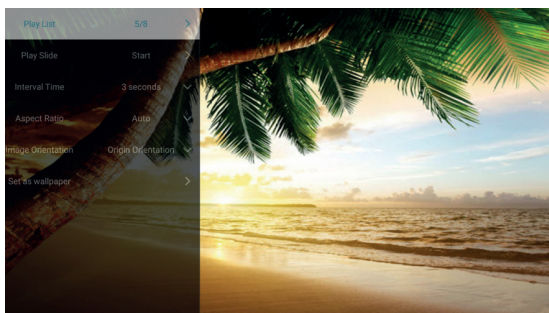 Play List 5/8
Play Slide Start
Interval Time 3 seconds
Aspect Ratio Auto
Image Orientation Origin Orientation
Set as wallpaper